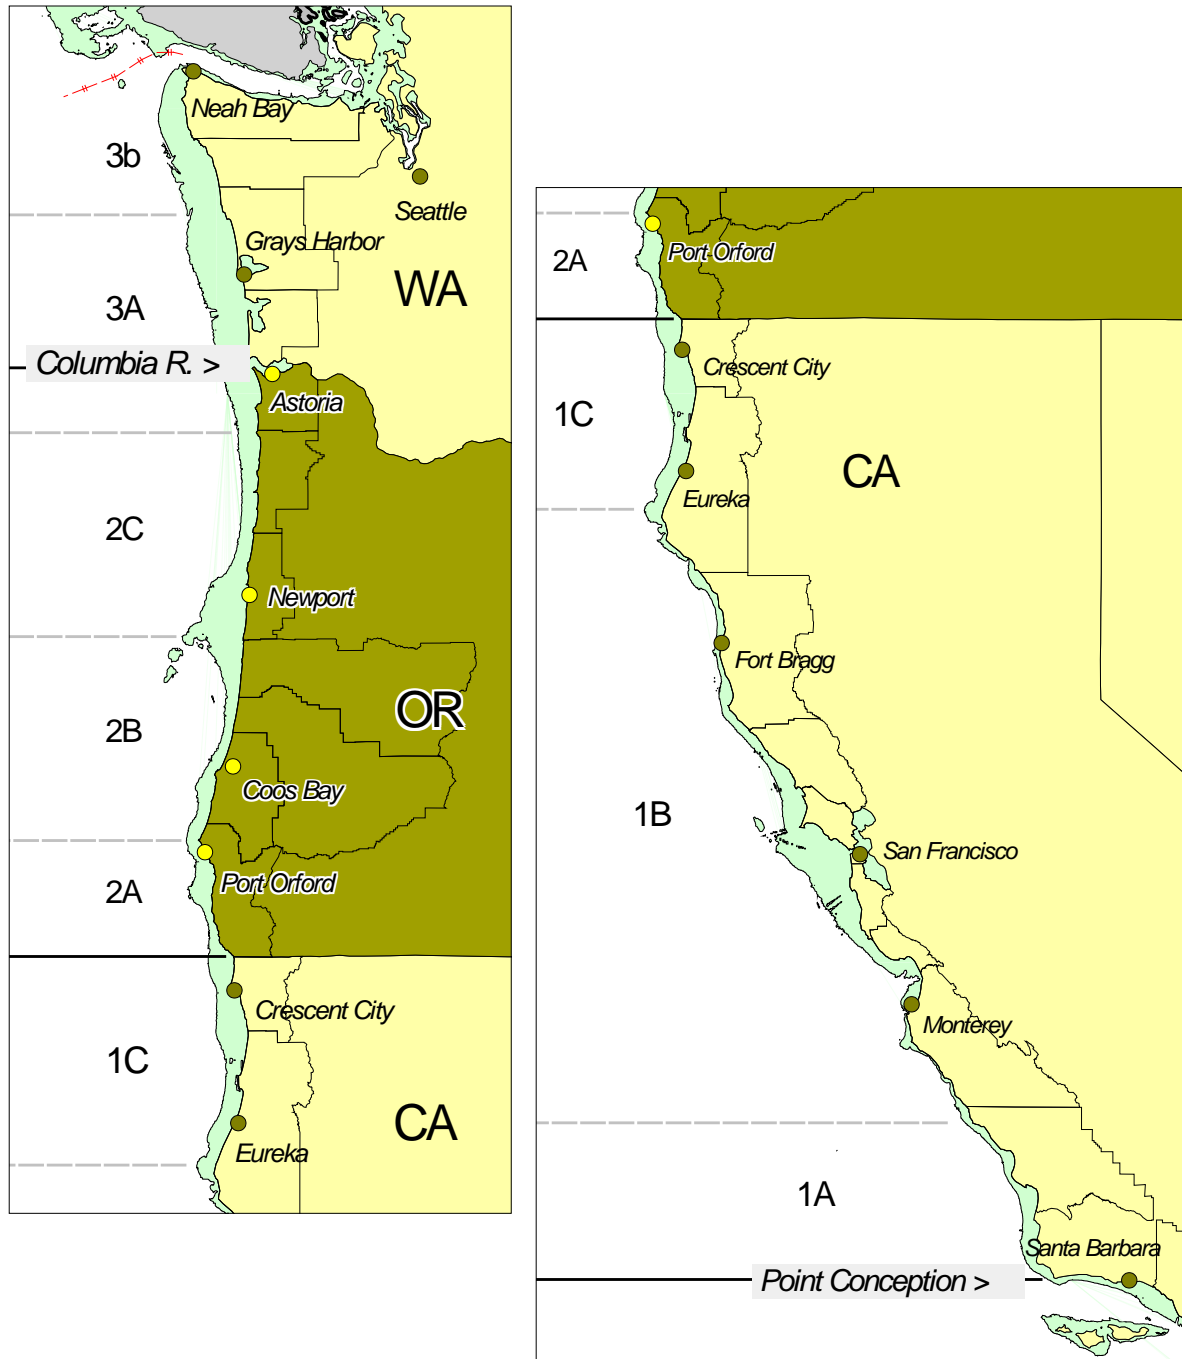 Neah Bay
3b
Seattle
Grays Harbor
WA
3A
Columbia R. >
Astoria
2C
Newport
OR
2B
Coos Bay
Port Orford
2A
Crescent City
1C
CA
Eureka
Port Orford
2A
Crescent City
1C
CA
Eureka
Fort Bragg
1B
San Francisco
Monterey
1A
Santa Barbara
Point Conception >